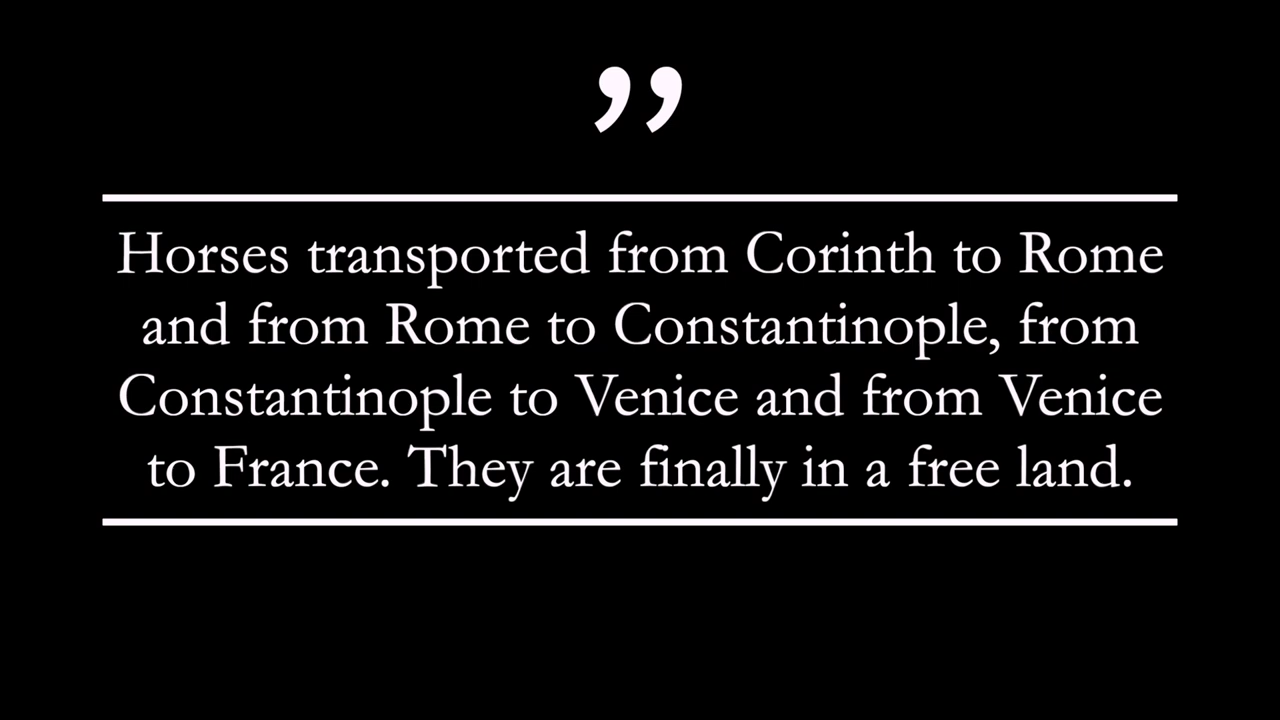 ”
Horses transported from Corinth to Rome
and from Rome to Constantinople, from
Constantinople to Venice and from Venice
to France. They are finally in a free land.